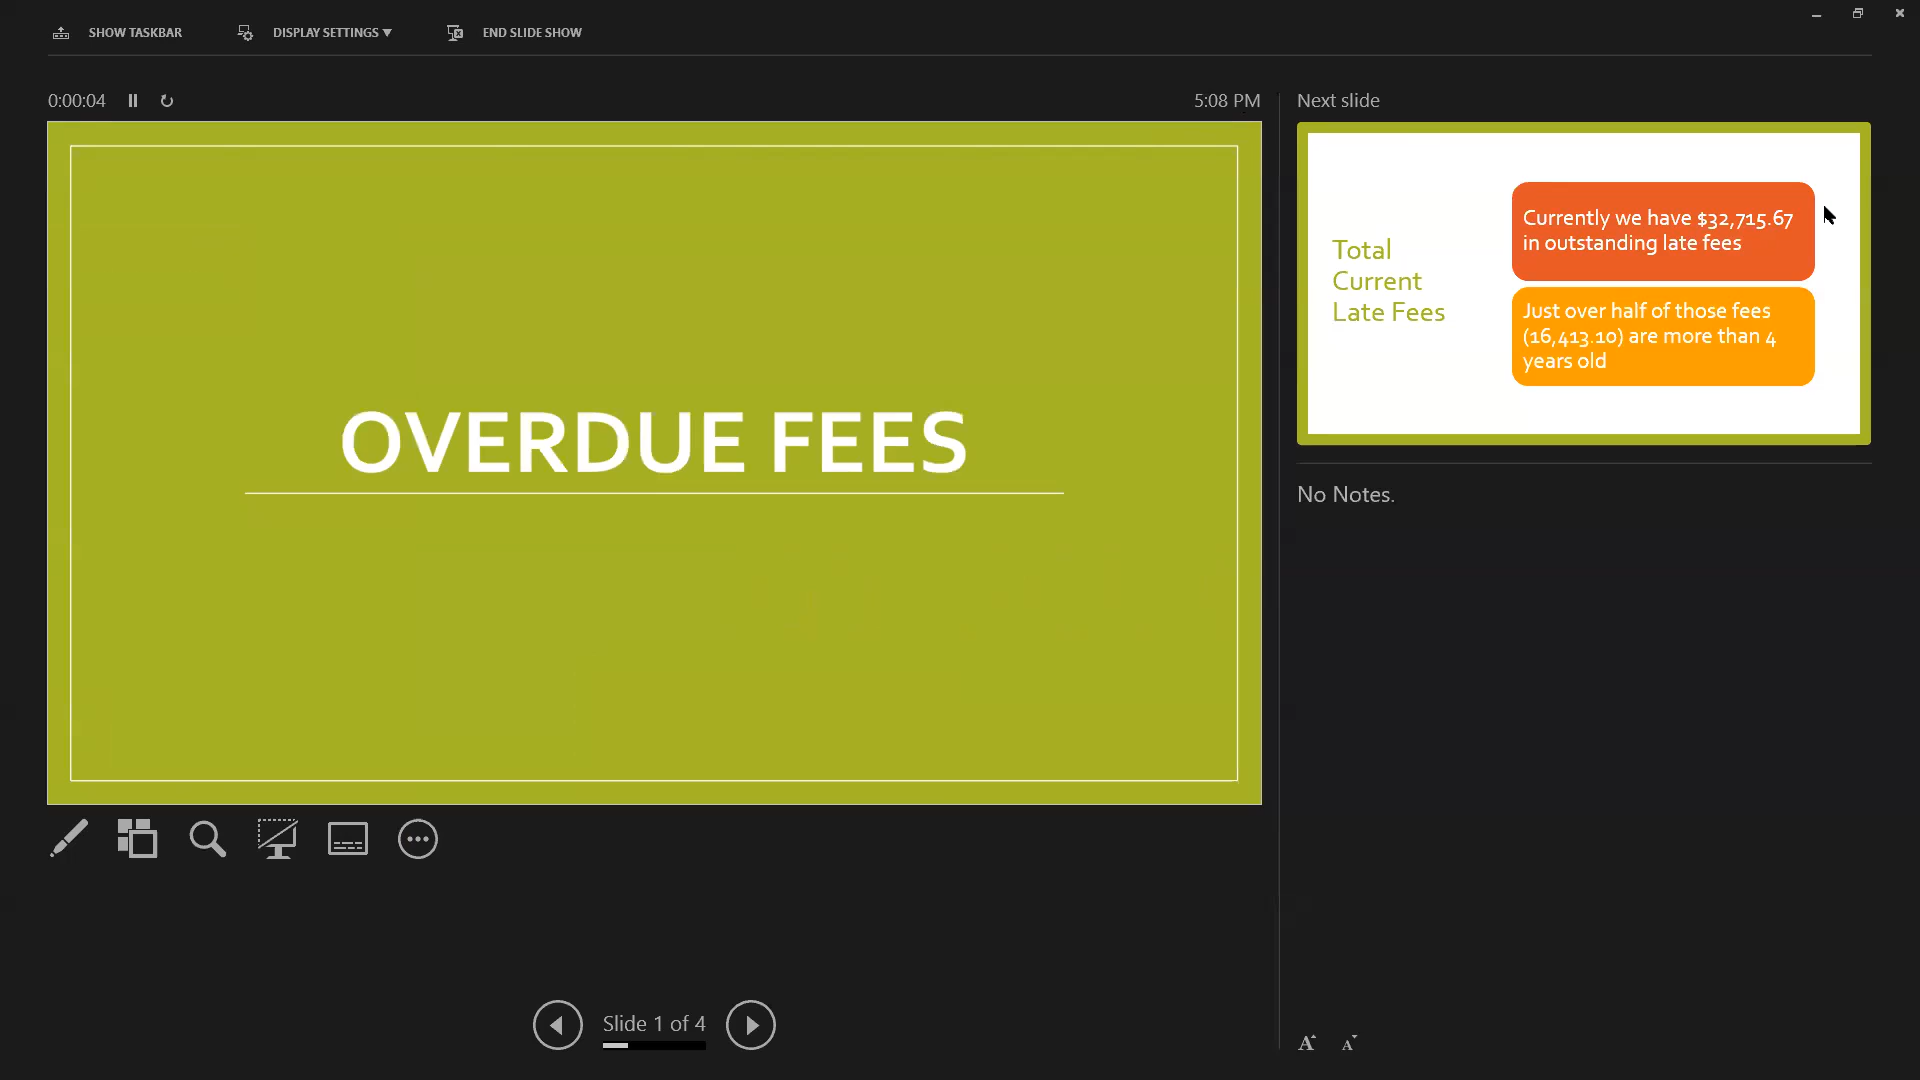 SHOW TASKBAR
DISPLAY SETTINGS ▼
END SLIDE SHOW
0:00:04
5:08 PM
OVERDUE FEES
Slide 1 of 4
Next slide
Total
Current
Late Fees
Currently we have $32,715.67
in outstanding late fees
Just over half of those fees
(16,413.10) are more than 4
years old
No Notes.
A
A